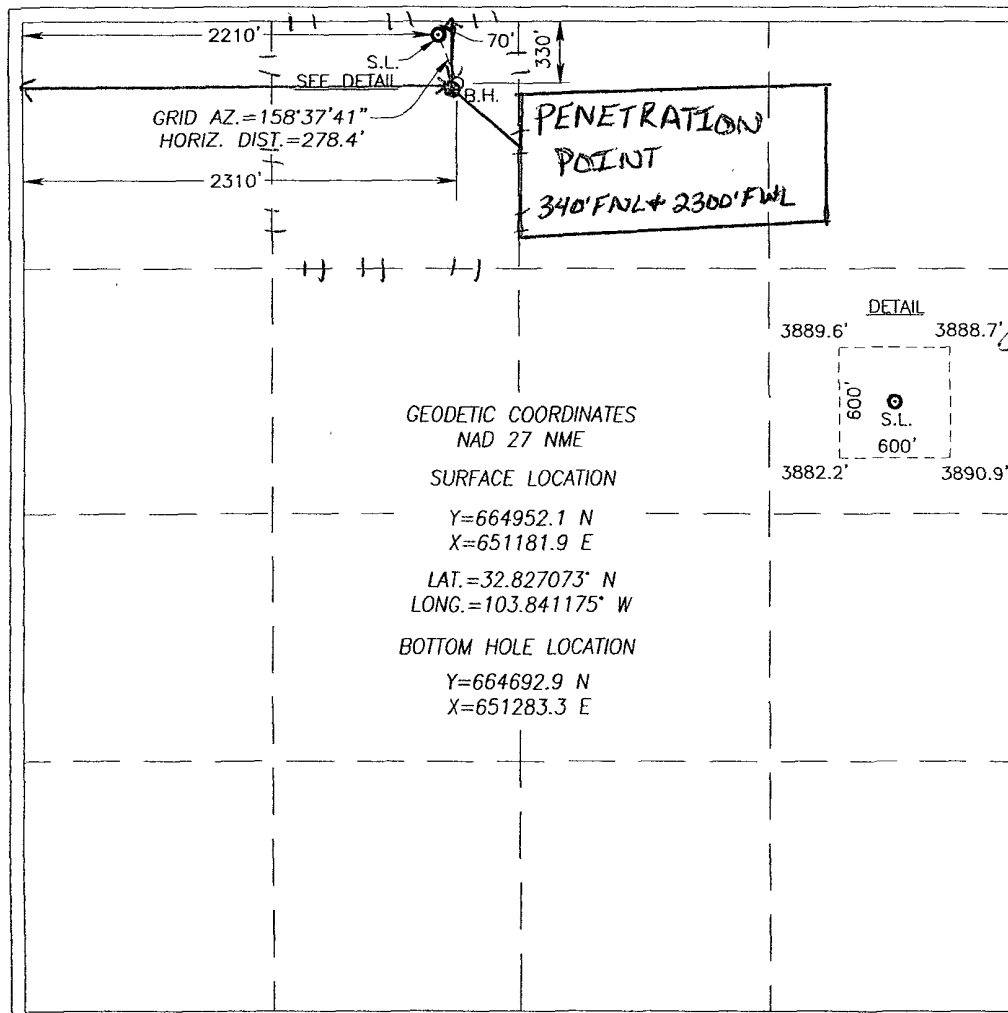 2210'
70'
330'
S.L.
SEE DETAIL
B.H.
GRID AZ.=158°37'41"
HORIZ. DIST.=278.4'
2310'
PENETRATION
POINT
340' FNL & 2300' FWL
DETAIL
3889.6' 3888.7'
600'
S.L.
600'
3882.2' 3890.9'
GEODETIC COORDINATES
NAD 27 NME
SURFACE LOCATION
Y=664952.1 N
X=651181.9 E
LAT.=32.827073° N
LONG.=103.841175° W
BOTTOM HOLE LOCATION
Y=664692.9 N
X=651283.3 E